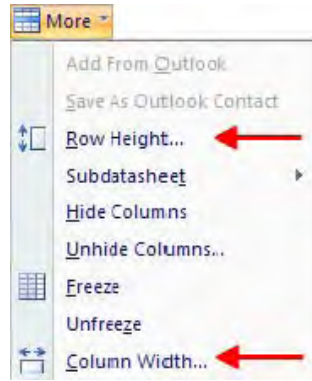 More
Add From Outlook
Save As Outlook Contact
Row Height...
Subdatasheet
Hide Columns
Unhide Columns...
Freeze
Unfreeze
Column Width...